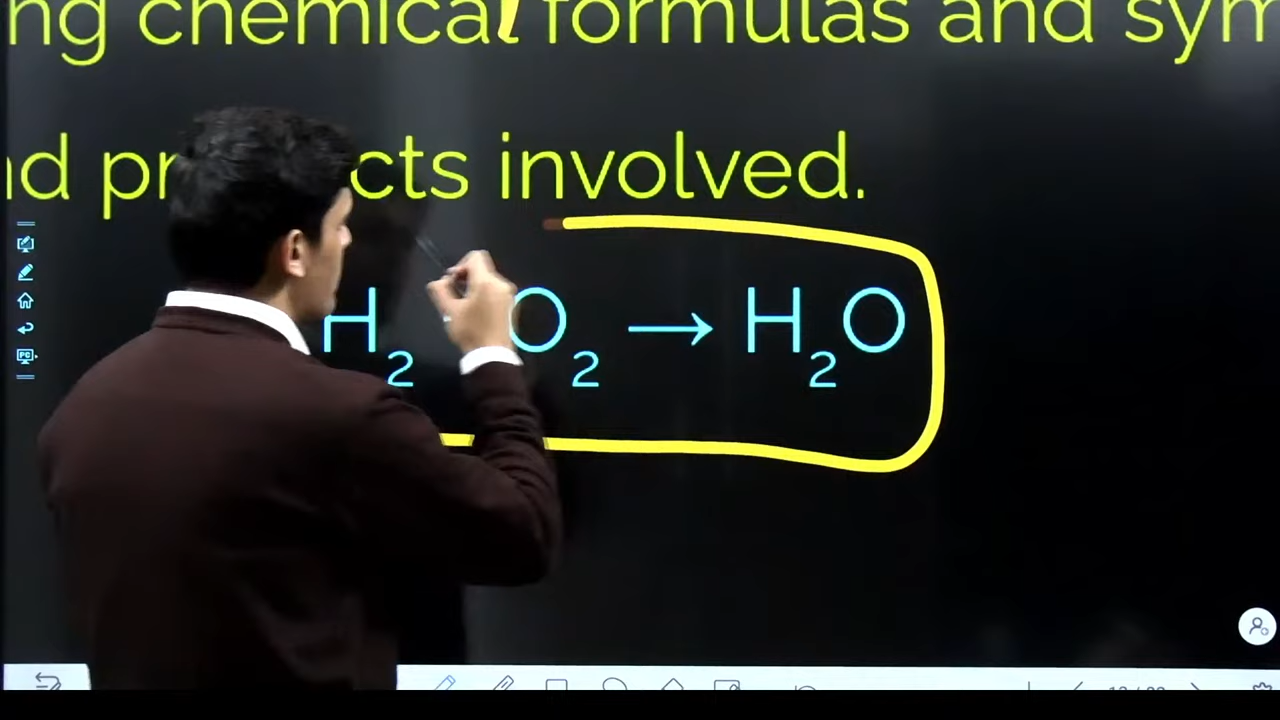 ng chemical formulas and sym
nd pr cts involved.
H₂ O₂ → H₂O